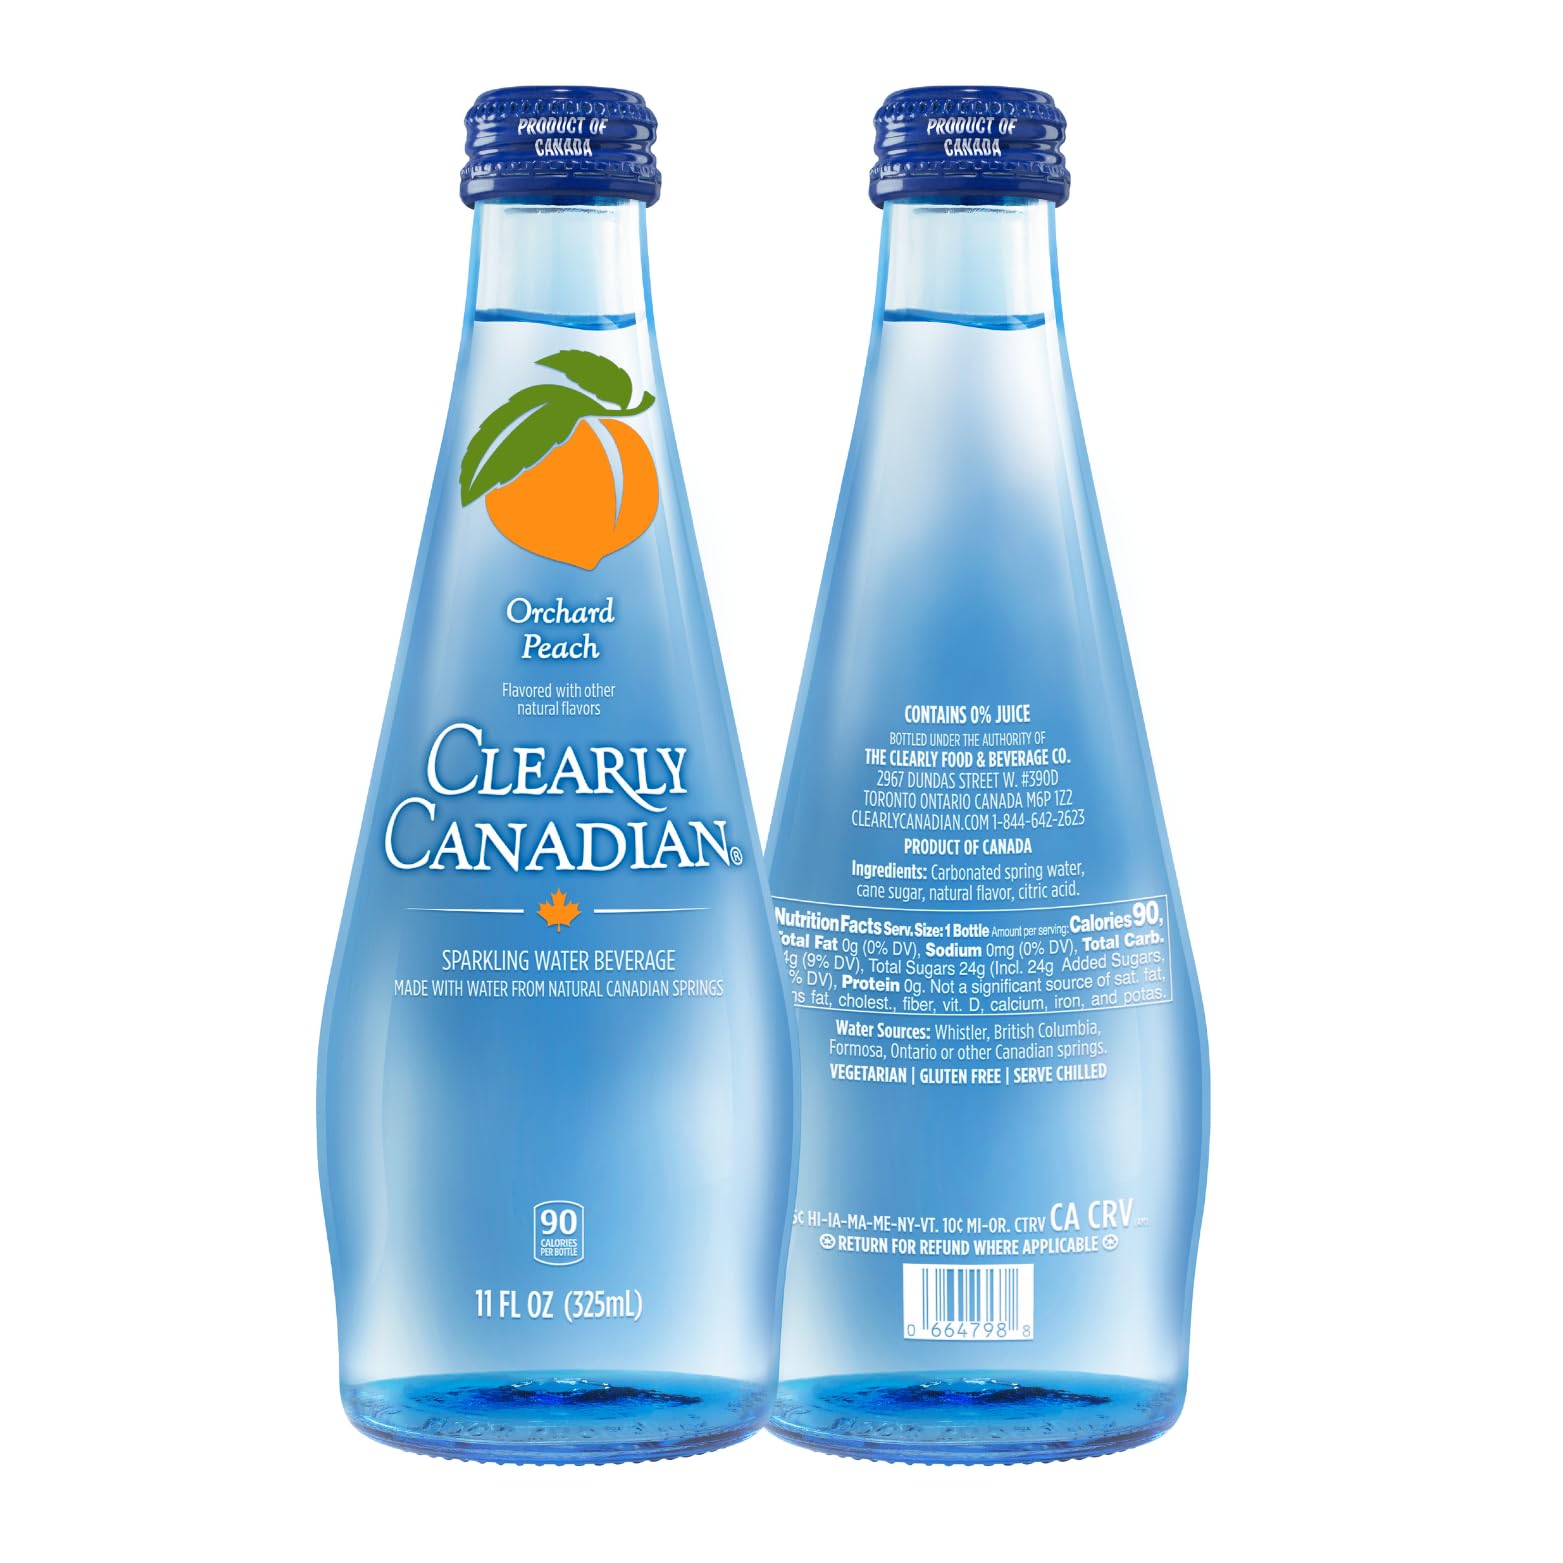 PRODUCT OF
CANADA
Orchard
Peach
Flavored with other
natural flavors
CLEARLY
CANADIAN®
SPARKLING WATER BEVERAGE
MADE WITH WATER FROM NATURAL CANADIAN SPRINGS
90
CALORIES
PER BOTTLE
11 FL OZ (325mL)
PRODUCT OF
CANADA
CONTAINS 0% JUICE
BOTTLED UNDER THE AUTHORITY OF
THE CLEARLY FOOD & BEVERAGE CO.
2967 DUNDAS STREET W. #390D
TORONTO ONTARIO CANADA M6P 1Z2
CLEARLYCANADIAN.COM 1-844-642-2623
PRODUCT OF CANADA
Ingredients: Carbonated spring water,
cane sugar, natural flavor, citric acid.
Nutrition Facts Serv. Size: 1 Bottle Amount per serving: Calories 90,
Total Fat 0g (0% DV), Sodium 0mg (0% DV), Total Carb.
4g (9% DV), Total Sugars 24g (Incl. 24g Added Sugars,
% DV), Protein 0g. Not a significant source of sat. fat,
ns fat, cholest., fiber, vit. D, calcium, iron, and potas.
Water Sources: Whistler, British Columbia,
Formosa, Ontario or other Canadian springs.
VEGETARIAN | GLUTEN FREE | SERVE CHILLED
5¢ HI-IA-MA-ME-NY-VT. 10¢ MI-OR. CTRV CA CRV
RETURN FOR REFUND WHERE APPLICABLE
0 664798 8